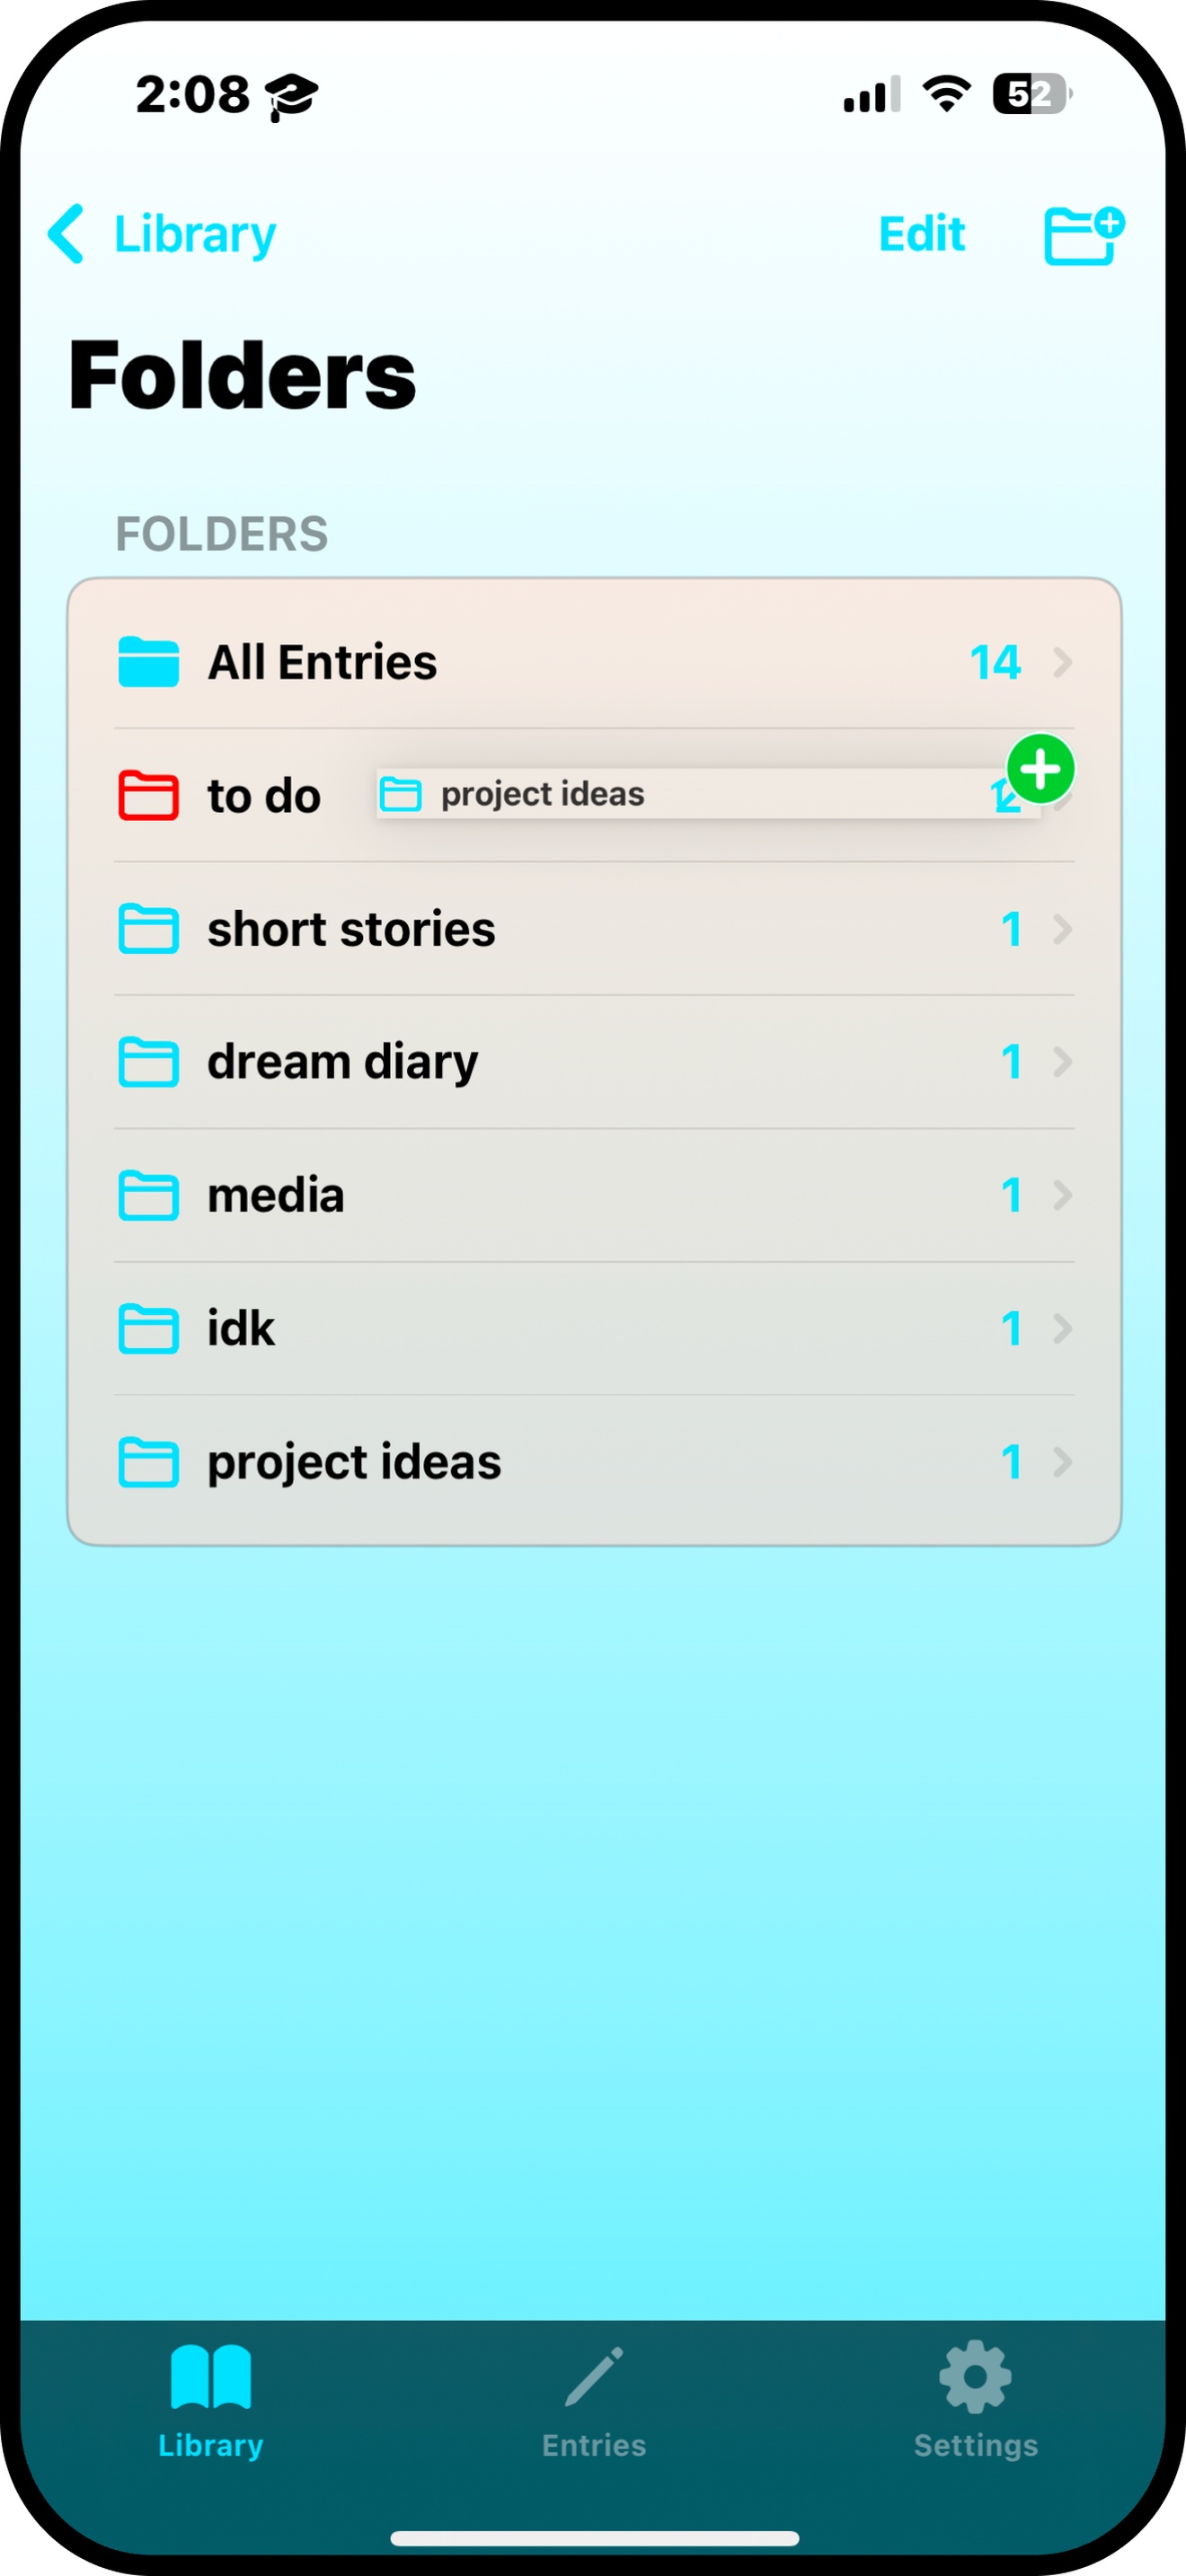 2:08 52
Library Edit
Folders
FOLDERS
All Entries 14
to do project ideas
short stories 1
dream diary 1
media 1
idk 1
project ideas 1
Library Entries Settings